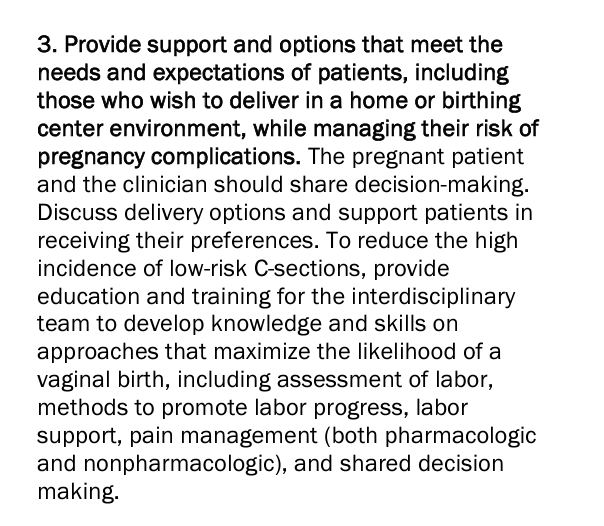 3. Provide support and options that meet the
needs and expectations of patients, including
those who wish to deliver in a home or birthing
center environment, while managing their risk of
pregnancy complications. The pregnant patient
and the clinician should share decision-making.
Discuss delivery options and support patients in
receiving their preferences. To reduce the high
incidence of low-risk C-sections, provide
education and training for the interdisciplinary
team to develop knowledge and skills on
approaches that maximize the likelihood of a
vaginal birth, including assessment of labor,
methods to promote labor progress, labor
support, pain management (both pharmacologic
and nonpharmacologic), and shared decision
making.